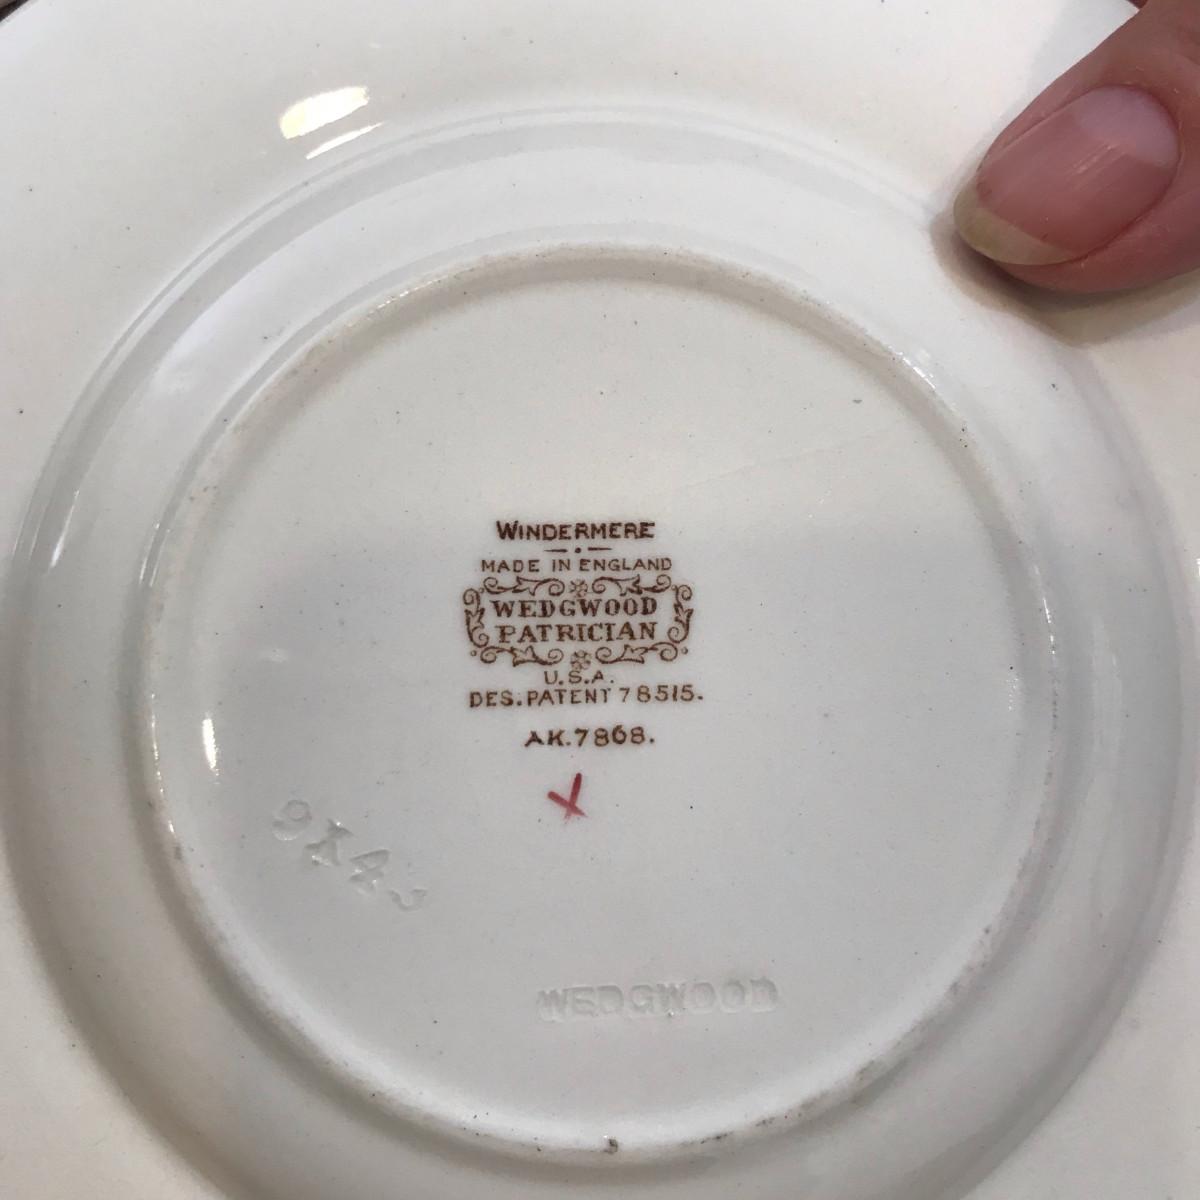 WINDERMERE
MADE IN ENGLAND
WEDGWOOD
PATRICIAN
U.S.A.
DES. PATENT 78515.
AK.7868.
X
WEDGWOOD